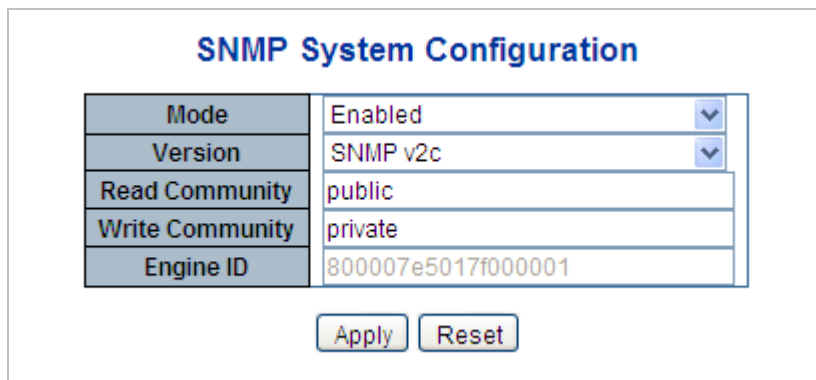 SNMP System Configuration
Mode Enabled
Version SNMP v2c
Read Community public
Write Community private
Engine ID 800007e5017f000001
Apply Reset